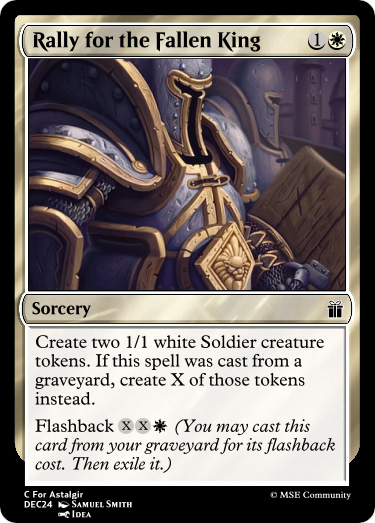 Rally for the Fallen King 1
Sorcery
Create two 1/1 white Soldier creature
tokens. If this spell was cast from a
graveyard, create X of those tokens
instead.
Flashback X X (You may cast this
card from your graveyard for its flashback
cost. Then exile it.)
C For Astalgir
DEC24 Samuel Smith © MSE Community
Idea